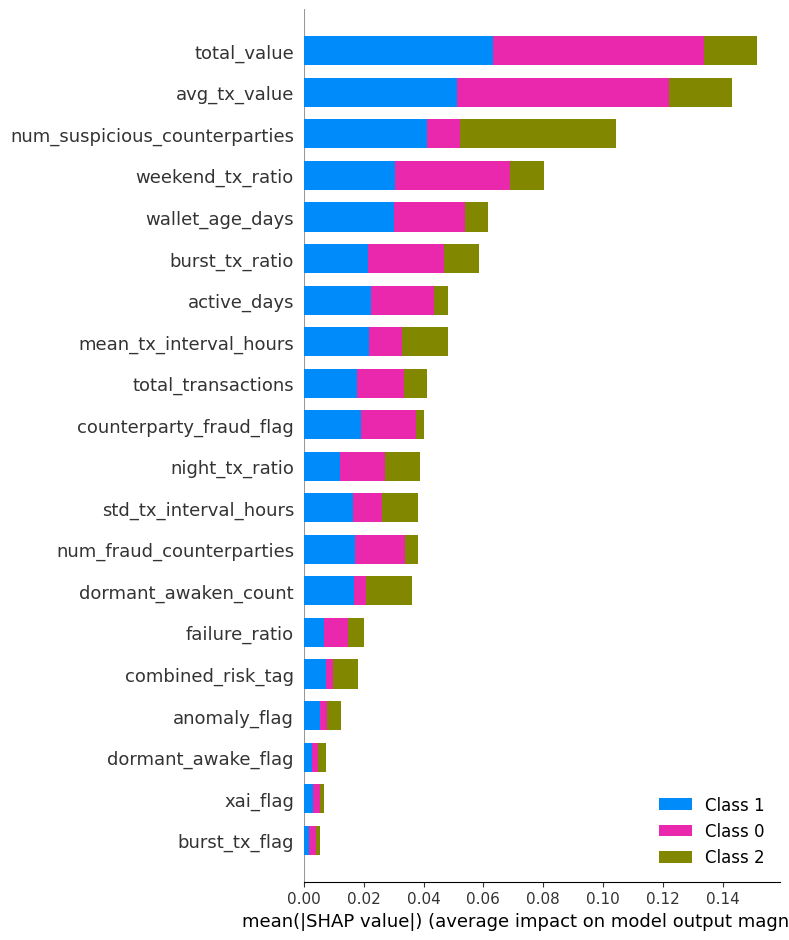 total_value
avg_tx_value
num_suspicious_counterparties
weekend_tx_ratio
wallet_age_days
burst_tx_ratio
active_days
mean_tx_interval_hours
total_transactions
counterparty_fraud_flag
night_tx_ratio
std_tx_interval_hours
num_fraud_counterparties
dormant_awaken_count
failure_ratio
combined_risk_tag
anomaly_flag
dormant_awake_flag
xai_flag
burst_tx_flag
Class 1
Class 0
Class 2
0.00 0.02 0.04 0.06 0.08 0.10 0.12 0.14
mean(|SHAP value|) (average impact on model output magn